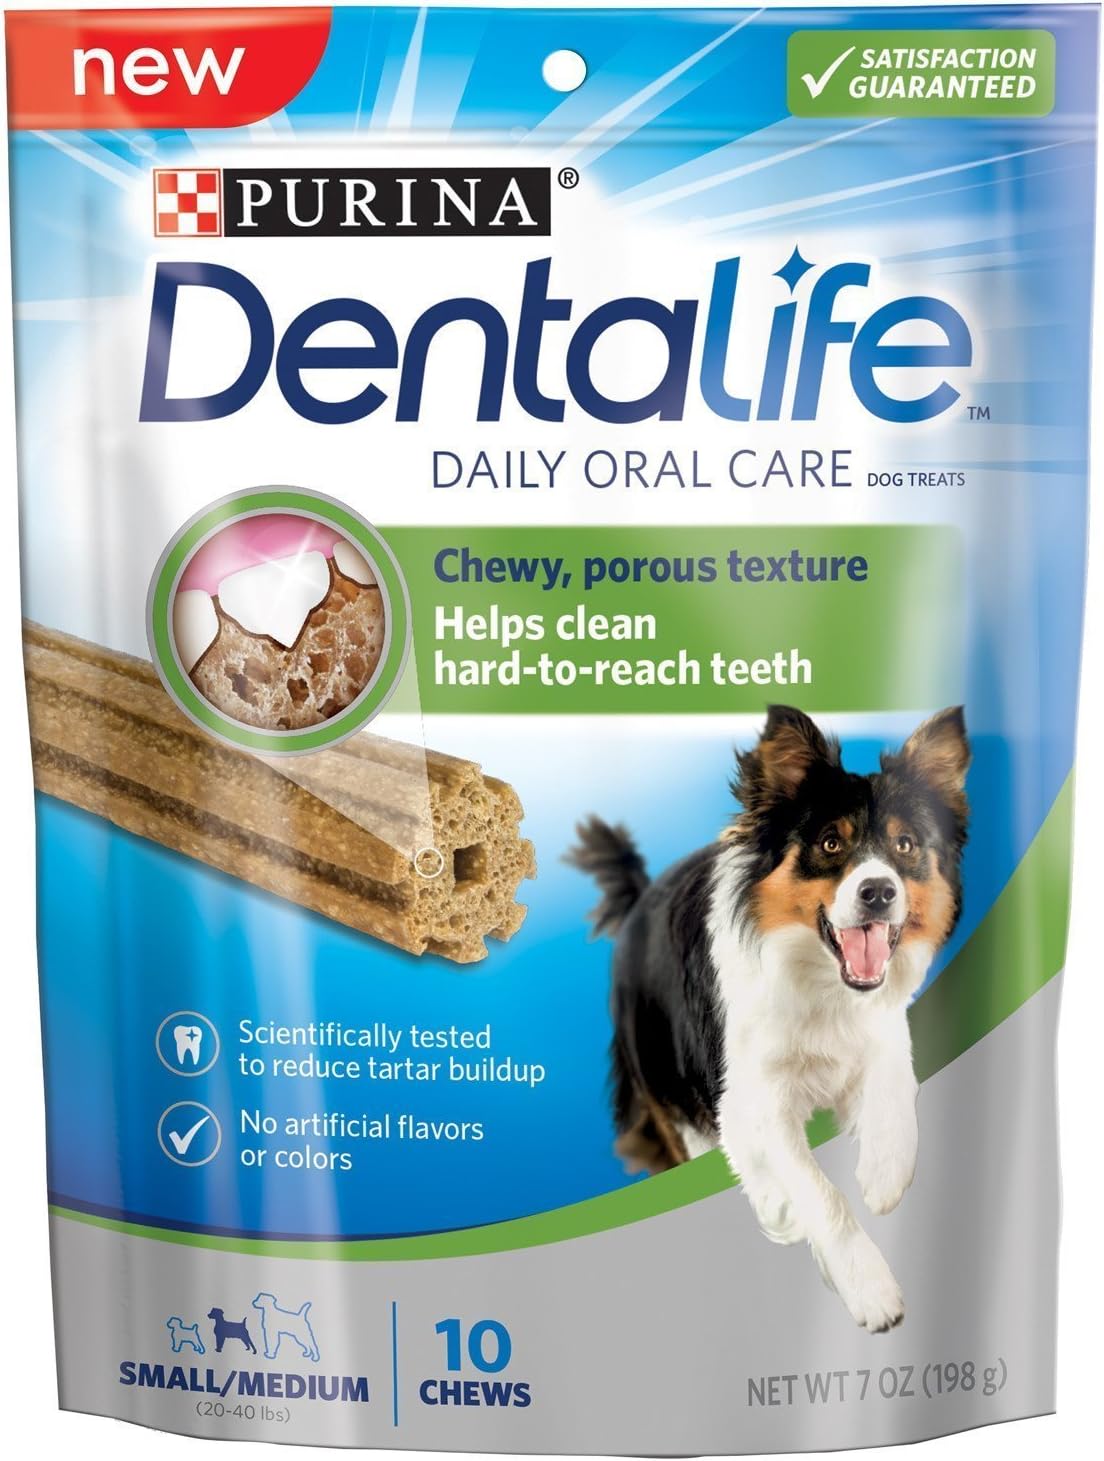 new
SATISFACTION
GUARANTEED
PURINA®
DentaLife™
DAILY ORAL CARE DOG TREATS
Chewy, porous texture
Helps clean
hard-to-reach teeth
Scientifically tested
to reduce tartar buildup
No artificial flavors
or colors
SMALL/MEDIUM
(20-40 lbs)
10
CHEWS
NET WT 7 OZ (198 g)